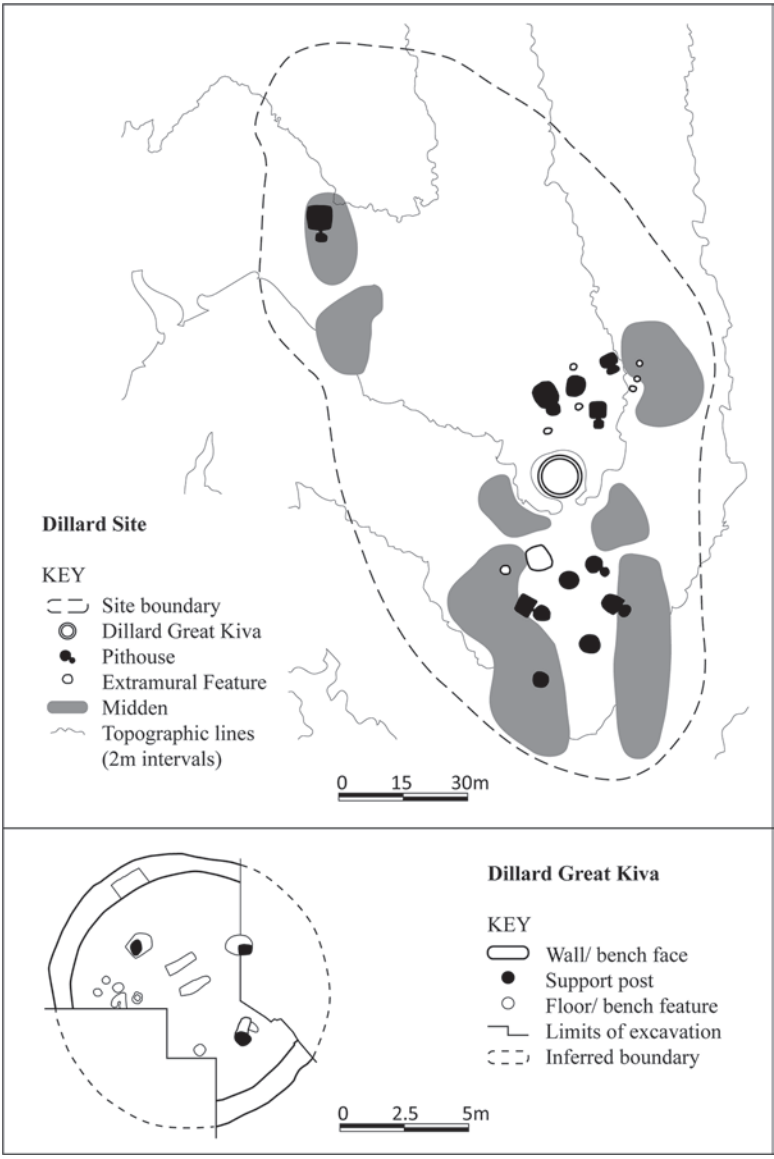 Dillard Site
KEY
Site boundary
Dillard Great Kiva
Pithouse
Extramural Feature
Midden
Topographic lines
(2m intervals)
0 15 30m
Dillard Great Kiva
KEY
Wall/ bench face
Support post
Floor/ bench feature
Limits of excavation
Inferred boundary
0 2.5 5m